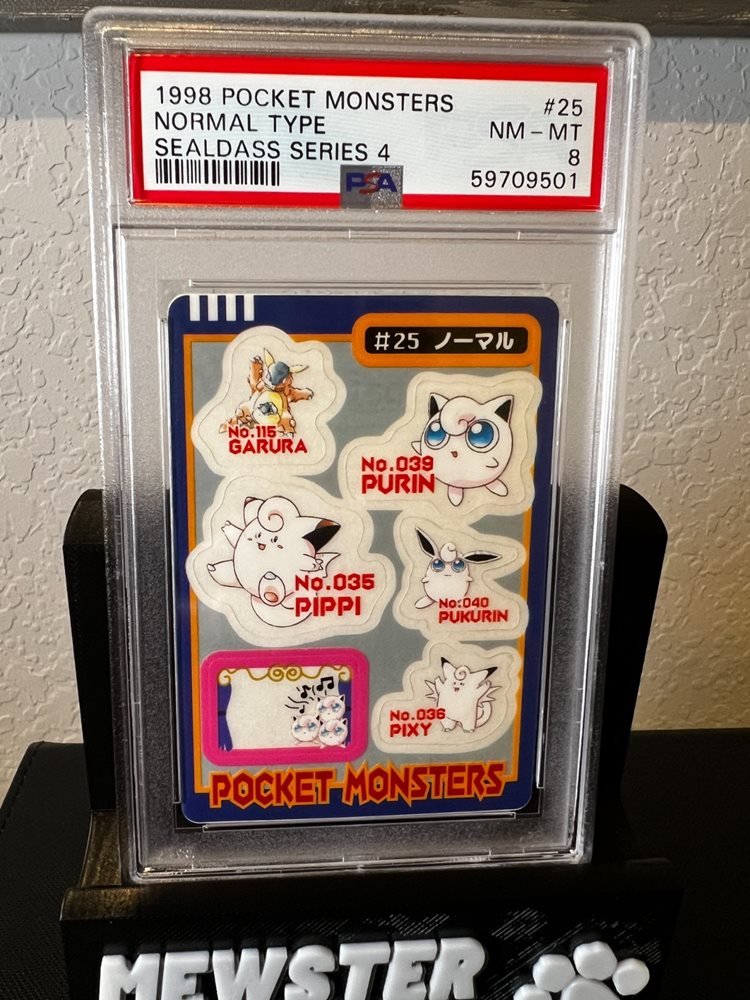 1998 POCKET MONSTERS #25
NORMAL TYPE NM - MT
SEALDASS SERIES 4 8
PSA 59709501
#25 ノーマル
No.115
GARURA
No.039
PURIN
No.035
PIPPI
No.040
PUKURIN
No.036
PIXY
POCKET MONSTERS
MEWSTER